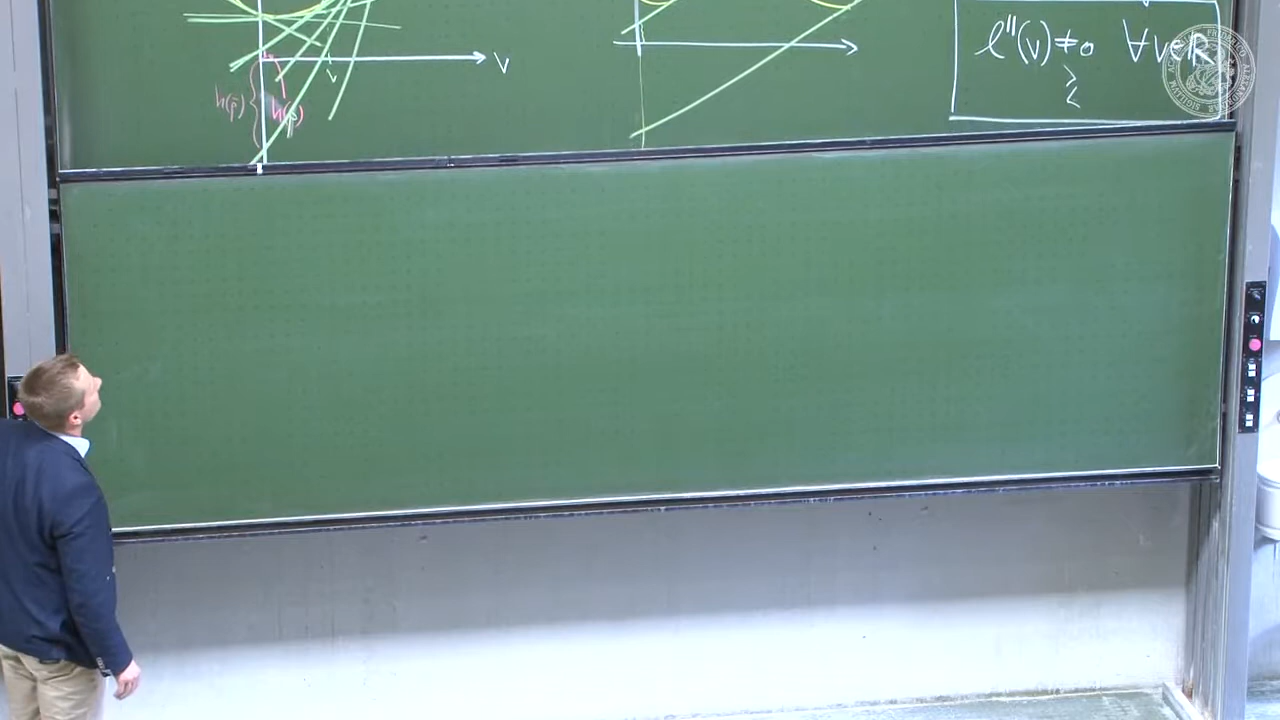 v
v
h(p̄)
h(p)
l''(v) ≠ 0 ∀ v∈ℝ
>
<